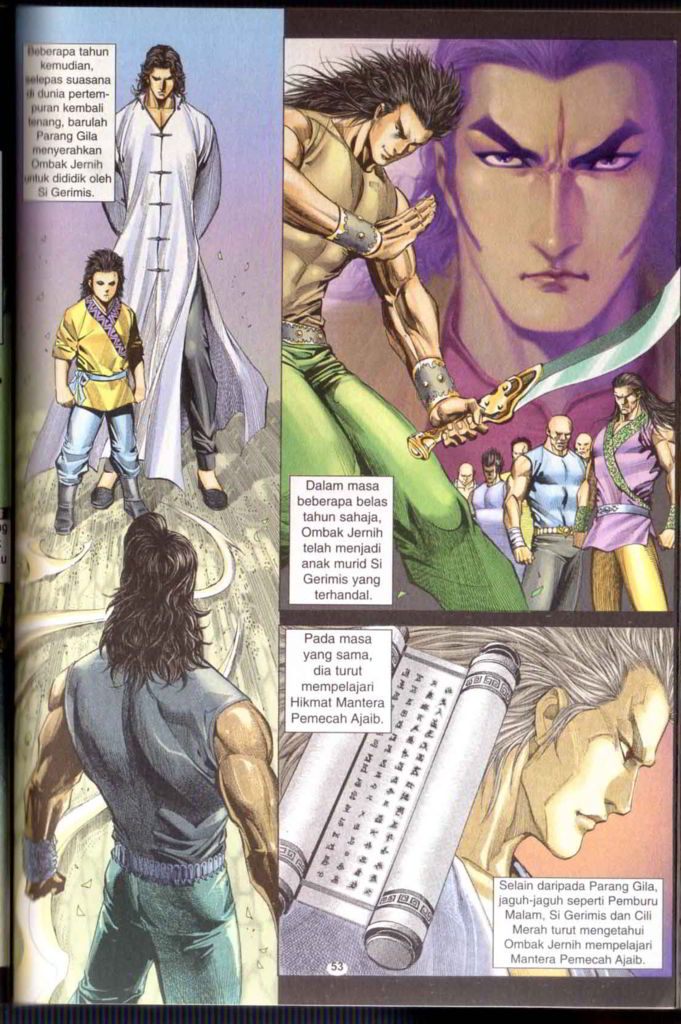 Beberapa tahun
kemudian,
selepas suasana
di dunia pertem-
puran kembali
tenang, barulah
Parang Gila
menyerahkan
Ombak Jernih
untuk dididik oleh
Si Gerimis.
Dalam masa
beberapa belas
tahun sahaja,
Ombak Jernih
telah menjadi
anak murid Si
Gerimis yang
terhandal.
Pada masa
yang sama,
dia turut
mempelajari
Hikmat Mantera
Pemecah Ajaib.
Selain daripada Parang Gila,
jaguh-jaguh seperti Pemburu
Malam, Si Gerimis dan Cili
Merah turut mengetahui
Ombak Jernih mempelajari
Mantera Pemecah Ajaib.
53